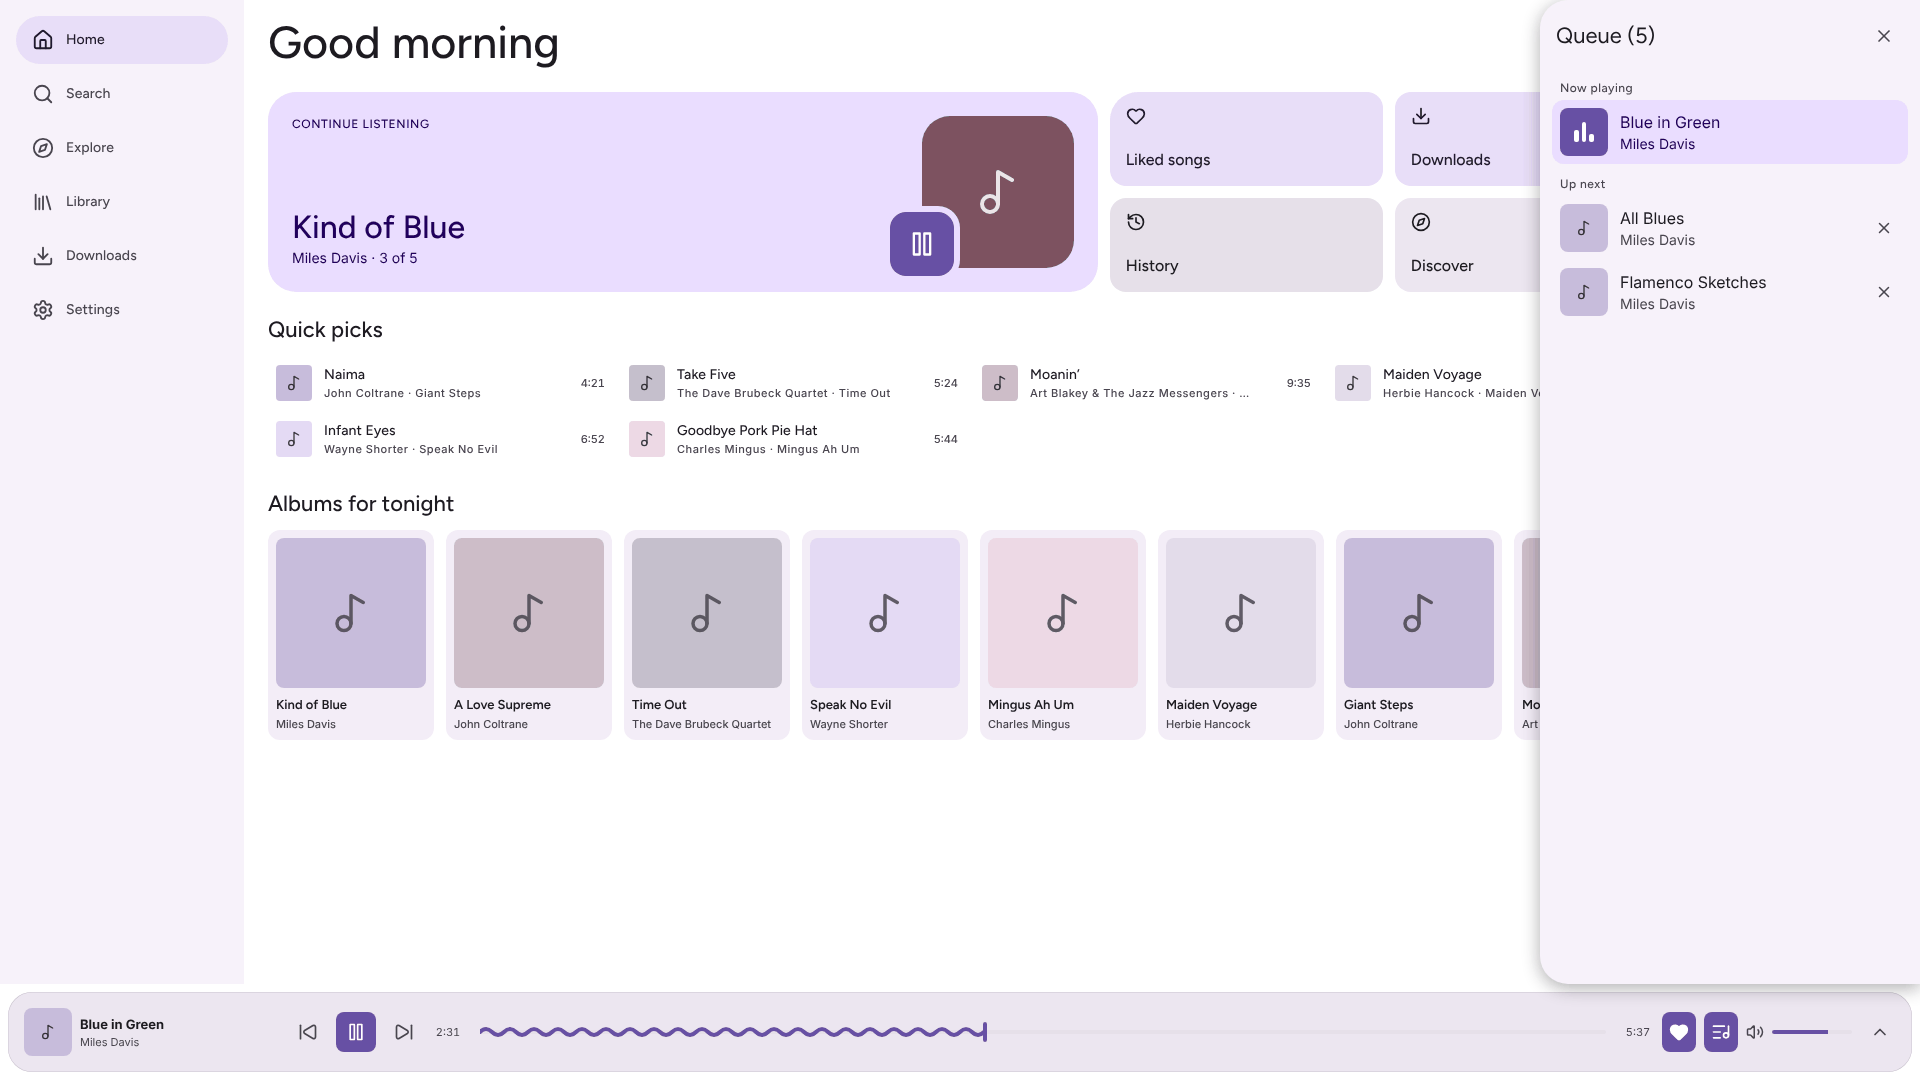 Home
Search
Explore
Library
Downloads
Settings
Good morning
CONTINUE LISTENING
Kind of Blue
Miles Davis · 3 of 5
Liked songs
Downloads
History
Discover
Quick picks
Naima
John Coltrane · Giant Steps
4:21
Take Five
The Dave Brubeck Quartet · Time Out
5:24
Moanin’
Art Blakey & The Jazz Messengers · ...
9:35
Maiden Voyage
Herbie Hancock · Maiden
Infant Eyes
Wayne Shorter · Speak No Evil
6:52
Goodbye Pork Pie Hat
Charles Mingus · Mingus Ah Um
5:44
Albums for tonight
Kind of Blue
Miles Davis
A Love Supreme
John Coltrane
Time Out
The Dave Brubeck Quartet
Speak No Evil
Wayne Shorter
Mingus Ah Um
Charles Mingus
Maiden Voyage
Herbie Hancock
Giant Steps
John Coltrane
Mo
Art
Queue (5)
Now playing
Blue in Green
Miles Davis
Up next
All Blues
Miles Davis
Flamenco Sketches
Miles Davis
Blue in Green
Miles Davis
2:31
5:37